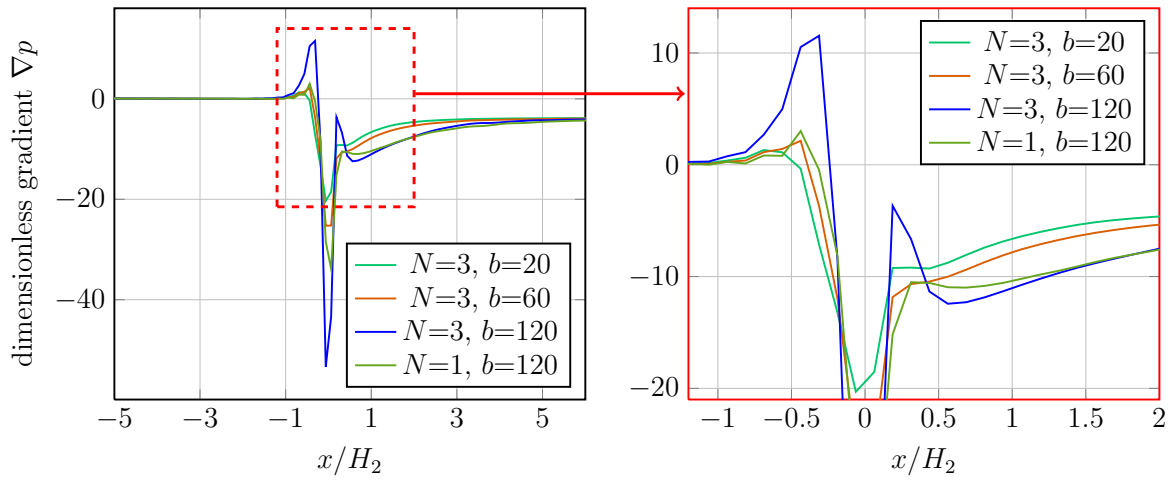 dimensionless gradient ∇p
0
−20
−40
−5
−3
−1
1
3
5
x/H₂
N=3, b=20
N=3, b=60
N=3, b=120
N=1, b=120
10
0
−10
−20
−1
−0.5
0
0.5
1
1.5
2
x/H₂
N=3, b=20
N=3, b=60
N=3, b=120
N=1, b=120